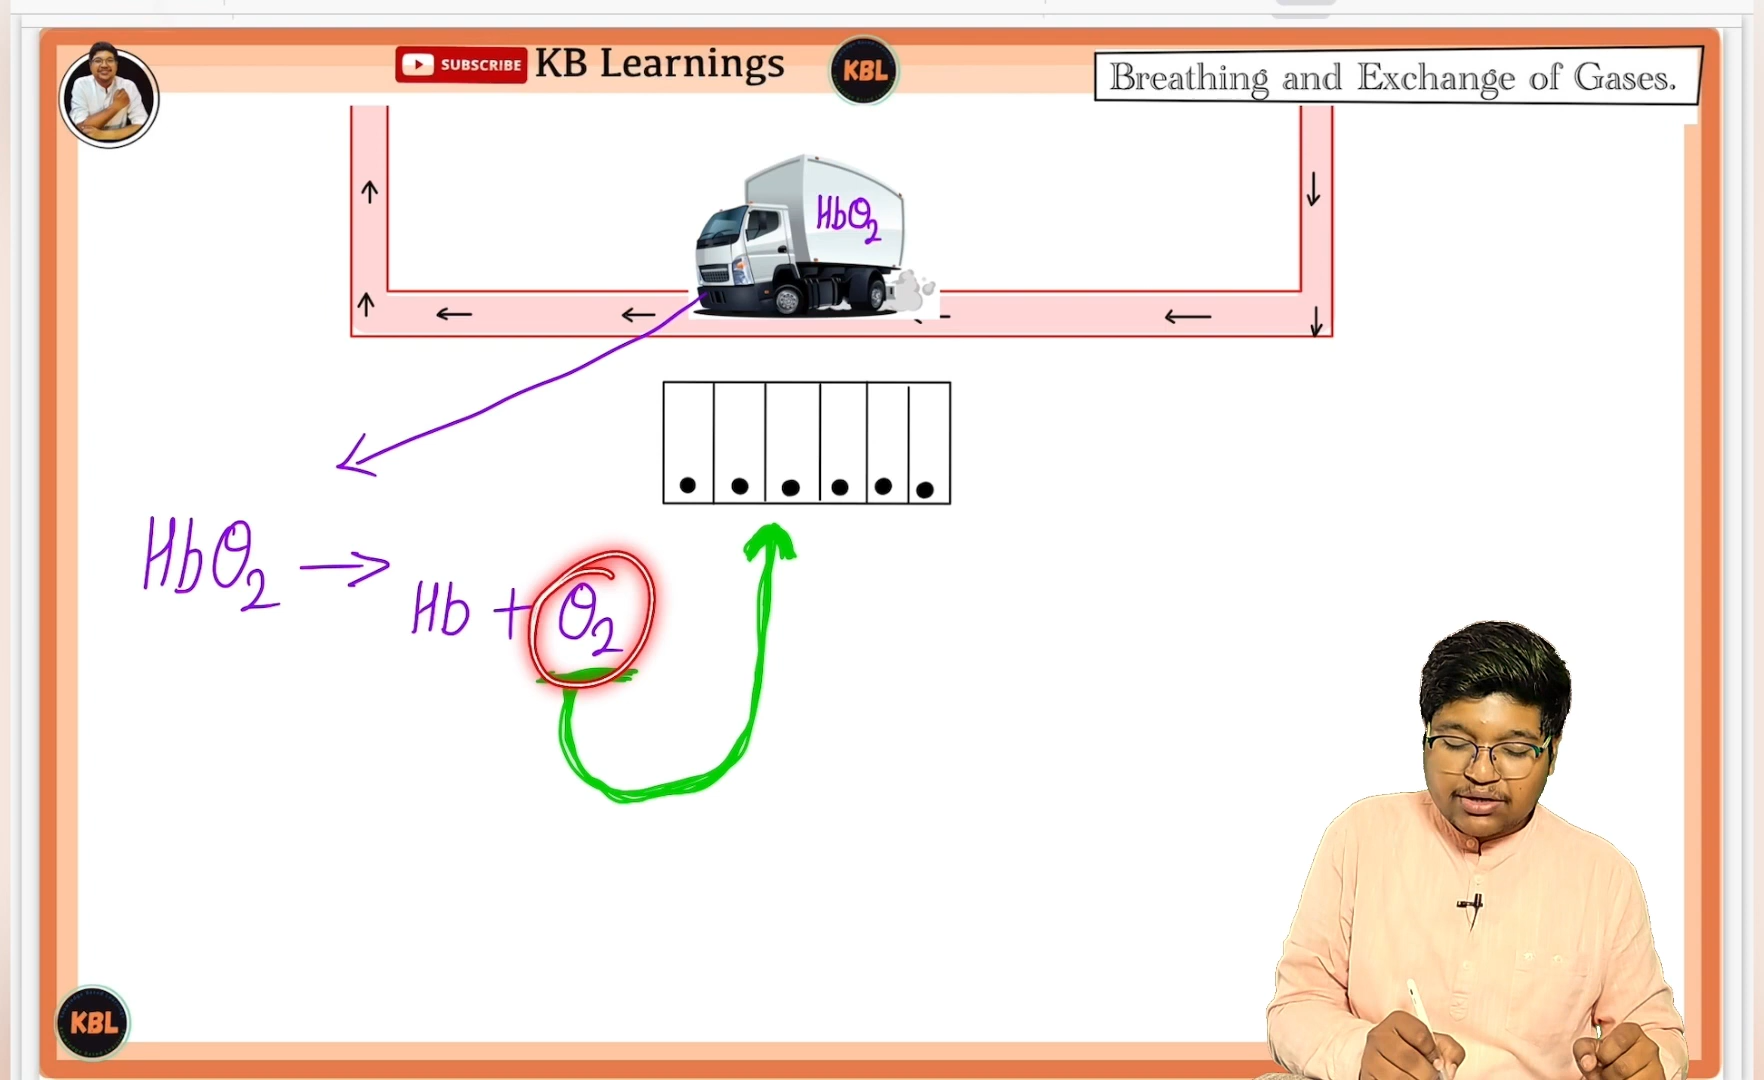 SUBSCRIBE KB Learnings KBL
Breathing and Exchange of Gases.
HbO₂
HbO₂ → Hb + O₂
KBL